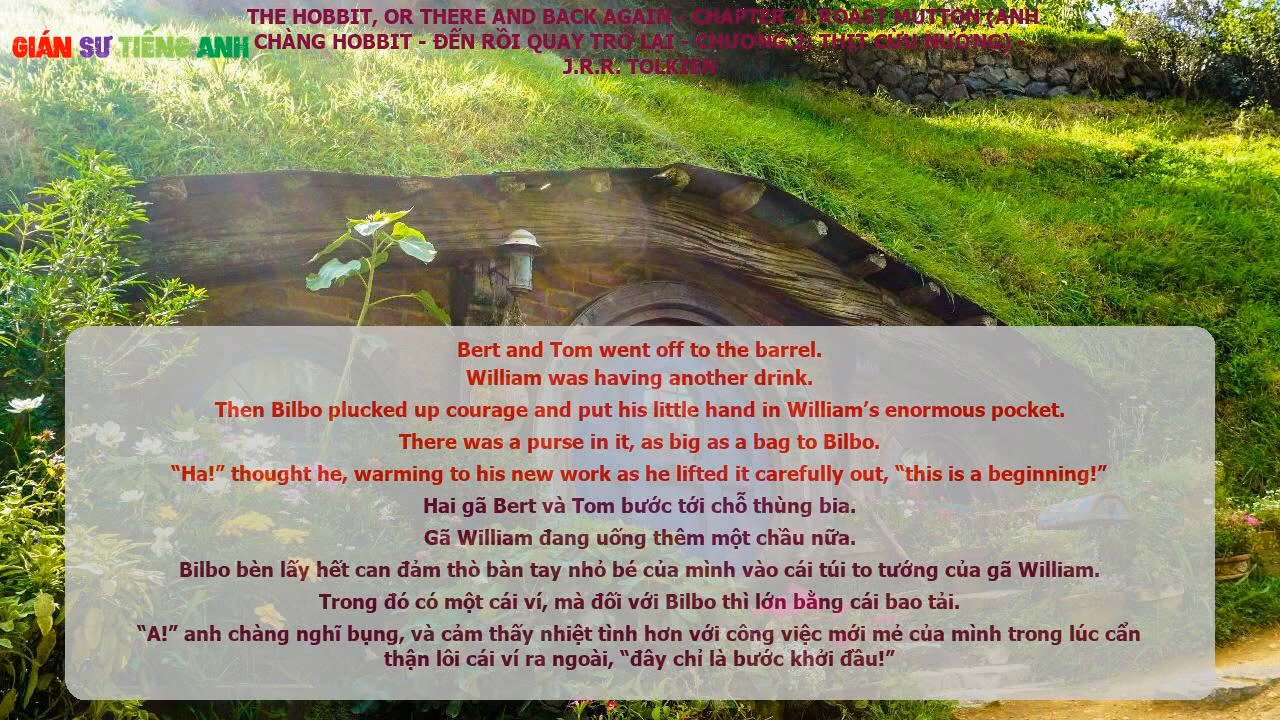 THE HOBBIT, OR THERE AND BACK AGAIN - CHAPTER 2: ROAST MUTTON (ANH
CHÀNG HOBBIT - ĐẾN RỒI QUAY TRỞ LẠI - CHƯƠNG 2: THỊT CỪU NƯỚNG) -
J.R.R. TOLKIEN
GIÁN SƯ TIẾNG ANH
Bert and Tom went off to the barrel.
William was having another drink.
Then Bilbo plucked up courage and put his little hand in William’s enormous pocket.
There was a purse in it, as big as a bag to Bilbo.
“Ha!” thought he, warming to his new work as he lifted it carefully out, “this is a beginning!”
Hai gã Bert và Tom bước tới chỗ thùng bia.
Gã William đang uống thêm một chầu nữa.
Bilbo bèn lấy hết can đảm thò bàn tay nhỏ bé của mình vào cái túi to tướng của gã William.
Trong đó có một cái ví, mà đối với Bilbo thì lớn bằng cái bao tải.
“A!” anh chàng nghĩ bụng, và cảm thấy nhiệt tình hơn với công việc mới mẻ của mình trong lúc cẩn
thận lôi cái ví ra ngoài, “đây chỉ là bước khởi đầu!”